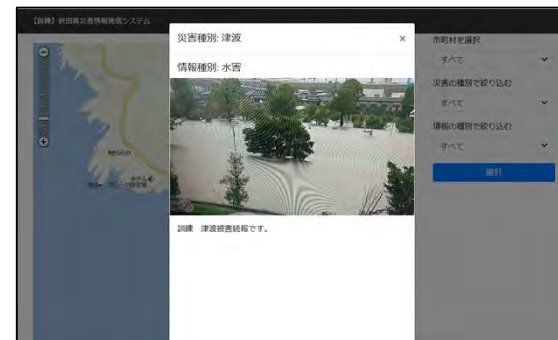 【訓練】秋田県災害情報発信システム
災害種別: 津波
×
情報種別: 水害
訓練 津波被害続報です。
市町村を選択
すべて
災害の種別で絞り込む
すべて
情報の種別で絞り込む
すべて
選択